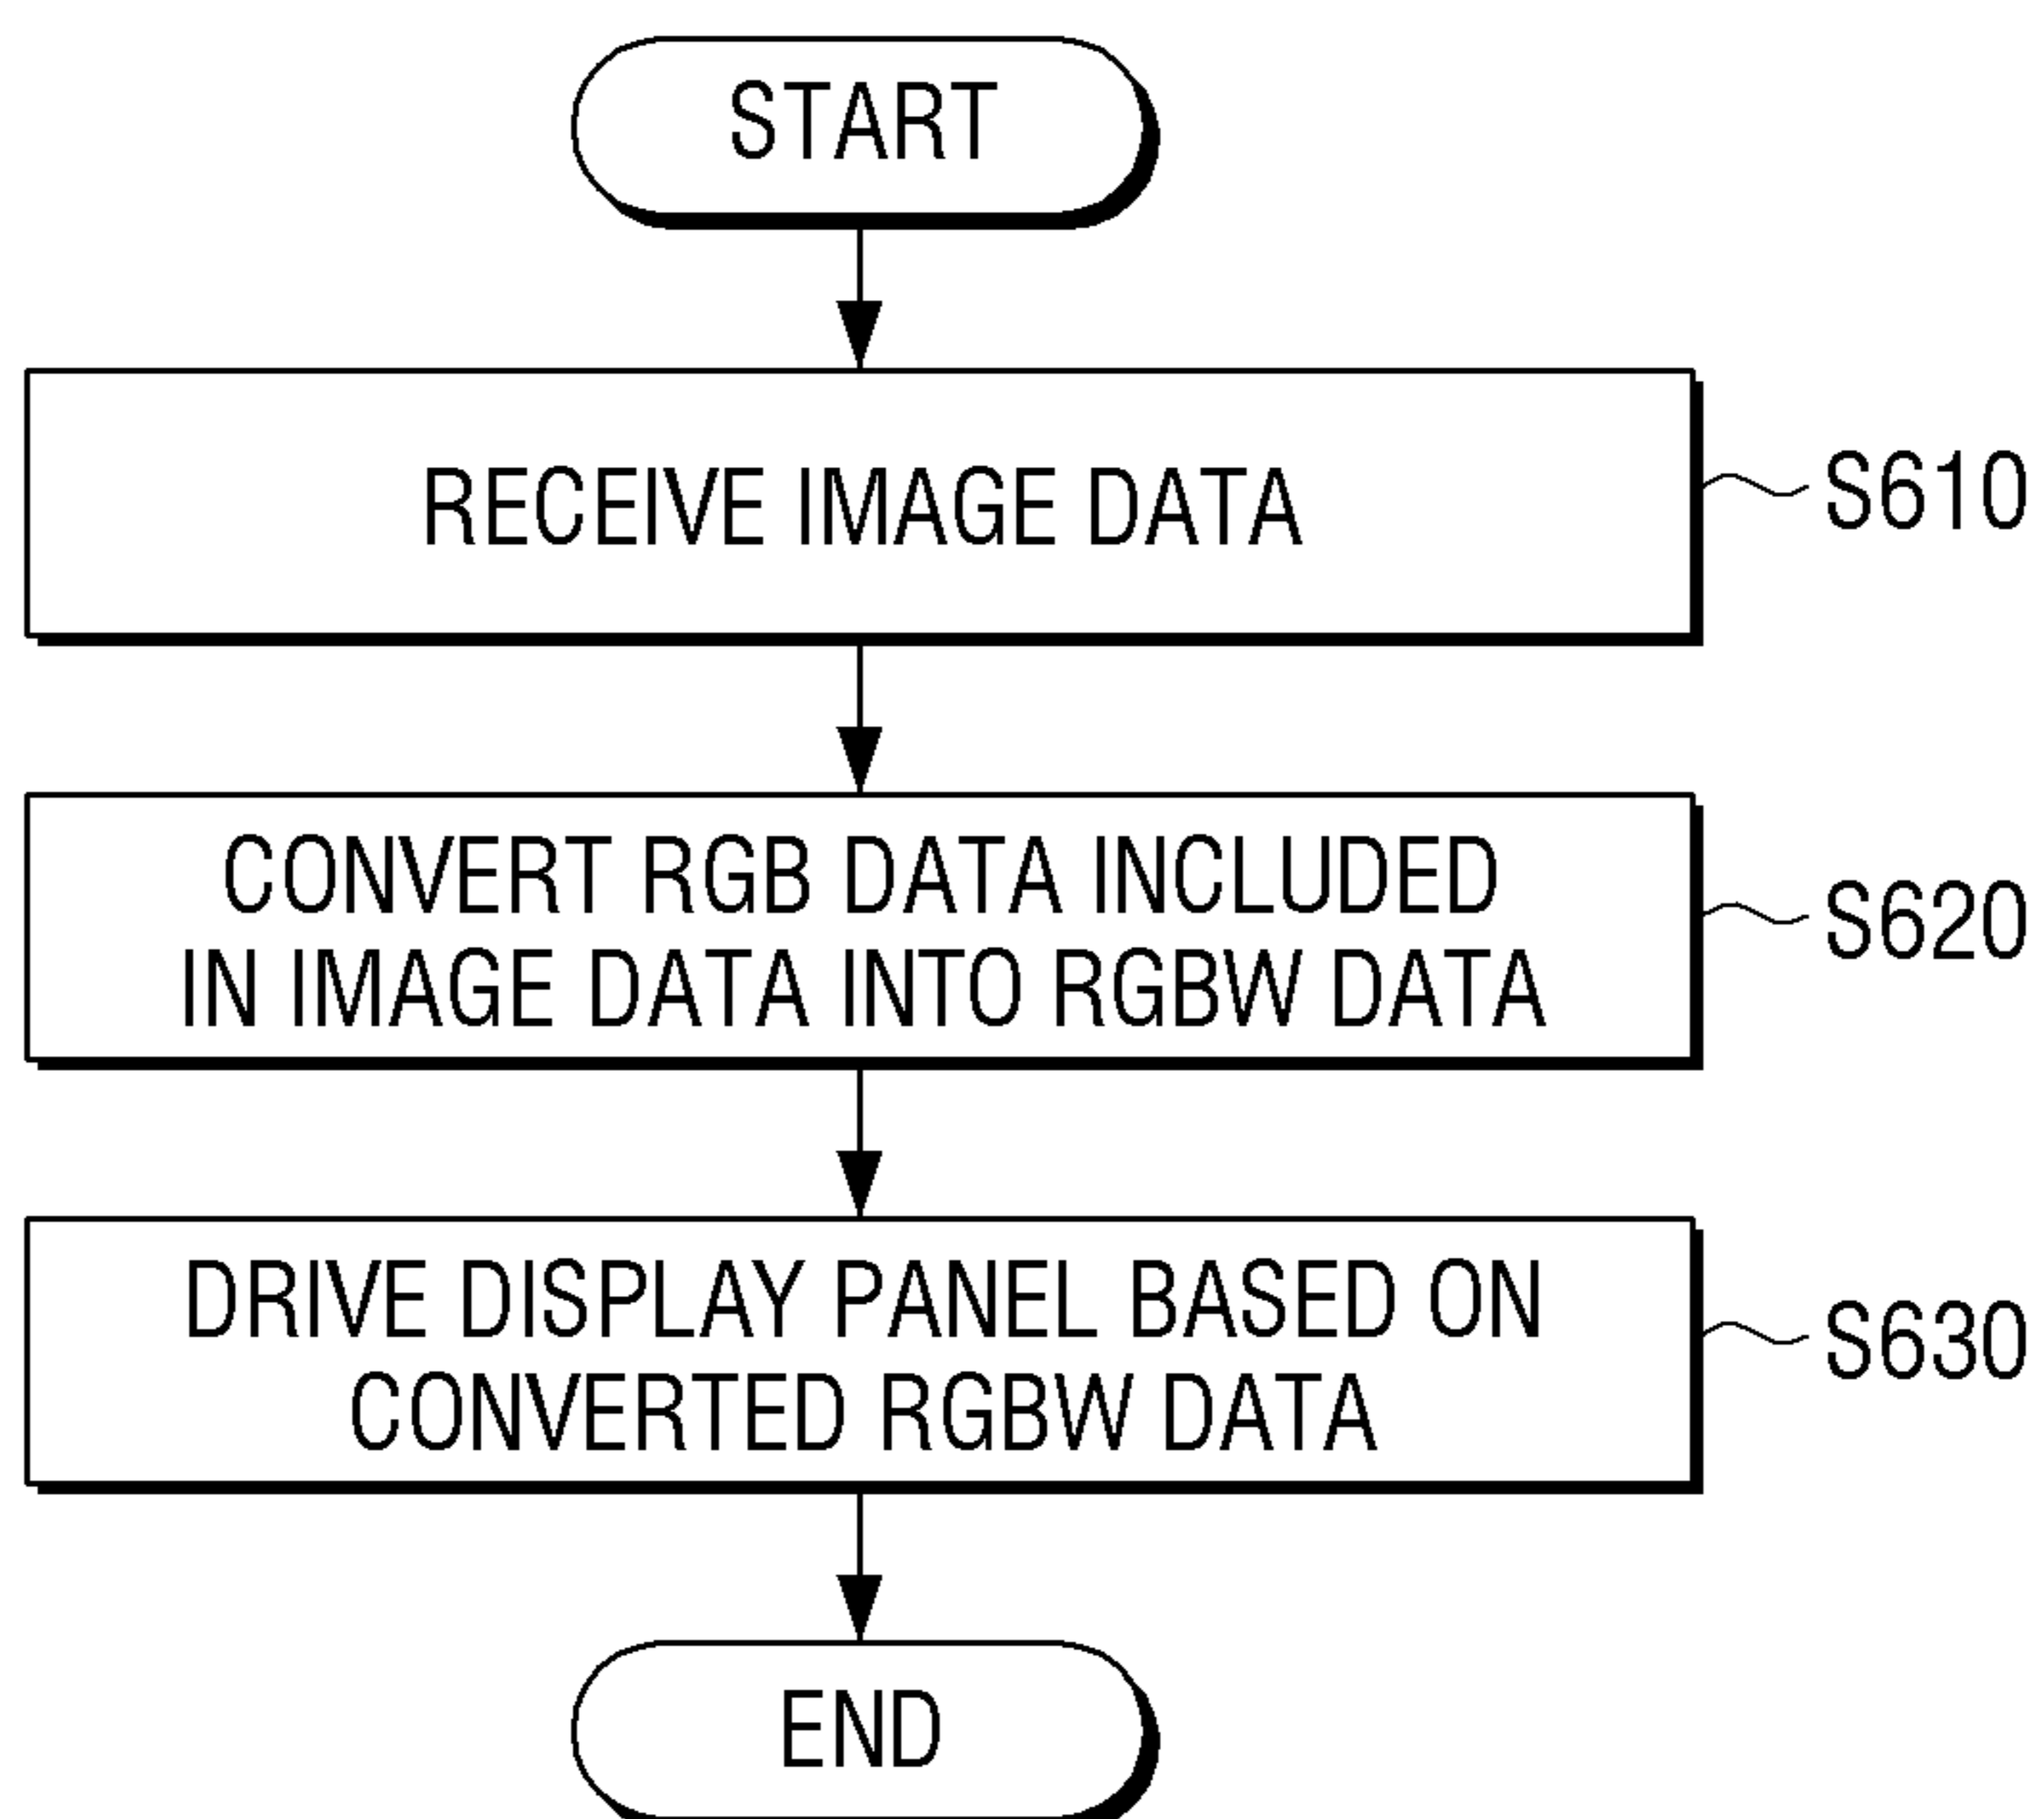 START
RECEIVE IMAGE DATA
S610
CONVERT RGB DATA INCLUDED
IN IMAGE DATA INTO RGBW DATA
S620
DRIVE DISPLAY PANEL BASED ON
CONVERTED RGBW DATA
S630
END